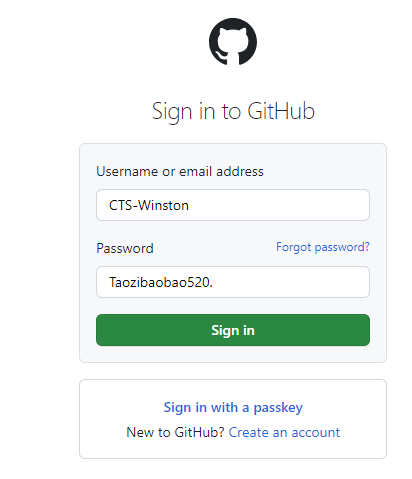 Sign in to GitHub
Username or email address
CTS-Winston
Password Forgot password?
Taozibaobao520.
Sign in
Sign in with a passkey
New to GitHub? Create an account